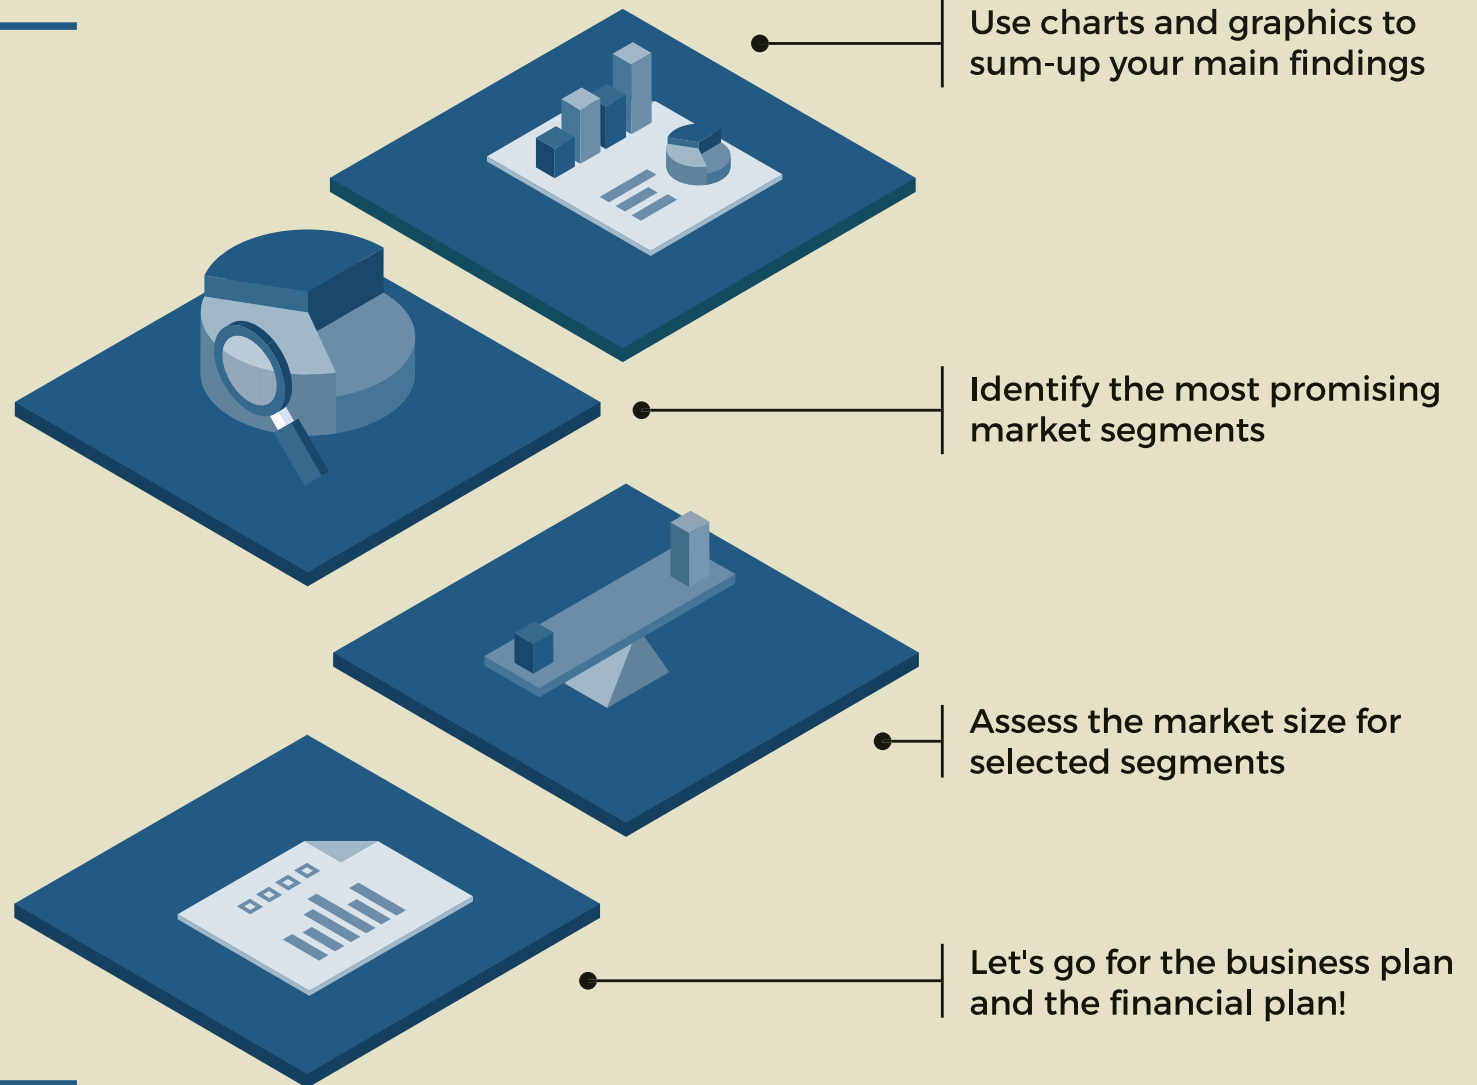 Use charts and graphics to
sum-up your main findings
Identify the most promising
market segments
Assess the market size for
selected segments
Let's go for the business plan
and the financial plan!